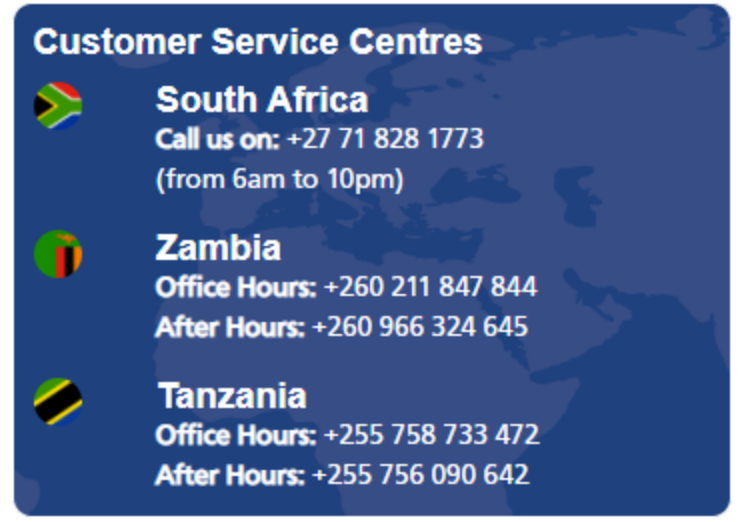 Customer Service Centres
South Africa
Call us on: +27 71 828 1773
(from 6am to 10pm)
Zambia
Office Hours: +260 211 847 844
After Hours: +260 966 324 645
Tanzania
Office Hours: +255 758 733 472
After Hours: +255 756 090 642